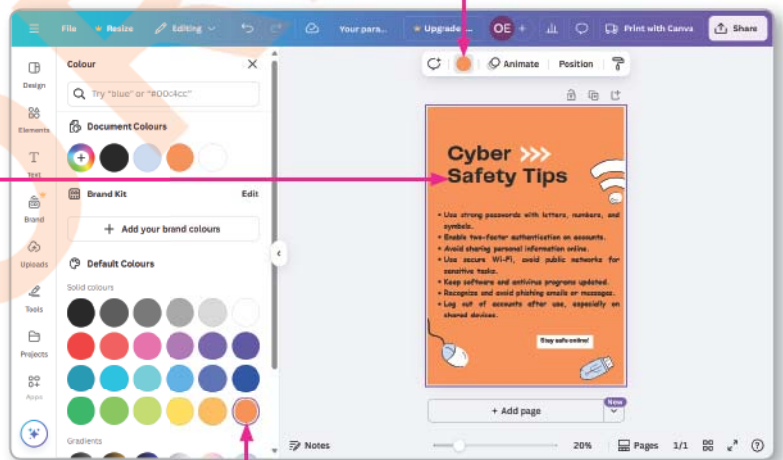 File Resize Editing Your para... Upgrade ... OE + Print with Canva Share
Design
Elements
Text
Brand
Uploads
Tools
Projects
Apps
Colour
Try "blue" or "#00c4cc"
Document Colours
Brand Kit Edit
+ Add your brand colours
Default Colours
Solid colours
Gradients
Animate Position
Cyber >>>
Safety Tips
• Use strong passwords with letters, numbers, and
symbols.
• Enable two-factor authentication on accounts.
• Avoid sharing personal information online.
• Use secure Wi-Fi, avoid public networks for
sensitive tasks.
• Keep software and antivirus programs updated.
• Recognize and avoid phishing emails or messages.
• Log out of accounts after use, especially on
shared devices.
Stay safe online!
+ Add page
New
Notes 20% Pages 1/1